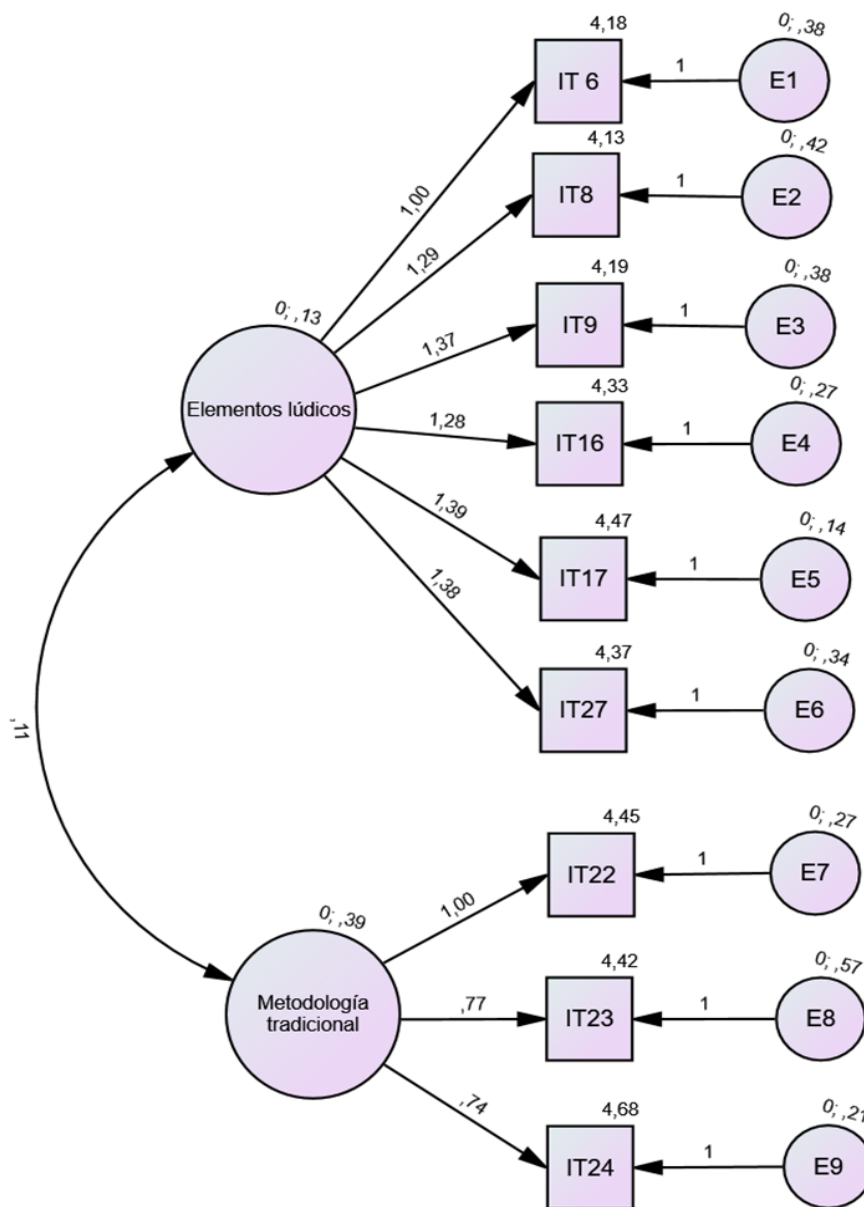 4,18
0; ,38
IT 6
1
E1
1,00
4,13
0; ,42
IT8
1
E2
1,29
4,19
0; ,38
IT9
1
E3
1,37
0; ,13
Elementos lúdicos
4,33
0; ,27
IT16
1
E4
1,28
4,47
0; ,14
IT17
1
E5
1,39
4,37
0; ,34
IT27
1
E6
1,38
,11
4,45
0; ,27
IT22
1
E7
1,00
0; ,39
Metodología
tradicional
4,42
0; ,57
IT23
1
E8
,77
4,68
0; ,21
IT24
1
E9
,74